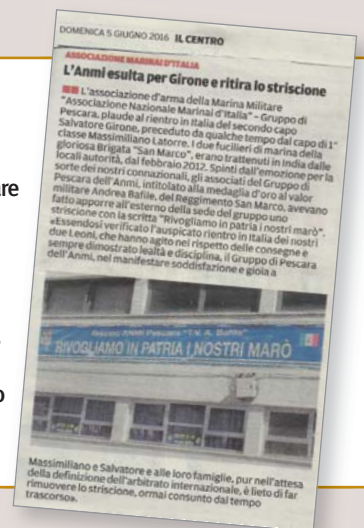 DOMENICA 5 GIUGNO 2016 IL CENTRO
ASSOCIAZIONE MARINAI D'ITALIA
L'Anmi esulta per Girone e ritira lo striscione
L'associazione d'arma della Marina Militare
"Associazione Nazionale Marinai d'Italia" - Gruppo di
Pescara, plaude al rientro in Italia del secondo capo
Salvatore Girone, preceduto da qualche tempo dal capo di 1ª
classe Massimiliano Latorre. I due fucilieri di marina della
gloriosa Brigata "San Marco", erano trattenuti in India dalle
locali autorità, dal febbraio 2012. Spinti dall'emozione per la
sorte dei nostri connazionali, gli associati del Gruppo di
Pescara dell'Anmi, intitolato alla medaglia d'oro al valor
militare Andrea Bafile, del Reggimento San Marco, avevano
fatto apporre all'esterno della sede del gruppo uno
striscione con la scritta "Rivogliamo in patria i nostri marò".
«Essendosi verificato l'auspicato rientro in Italia dei nostri
due Leoni, che hanno agito nel rispetto delle consegne e
sempre dimostrato lealtà e disciplina, il Gruppo di Pescara
dell'Anmi, nel manifestare soddisfazione e gioia a
RIVOGLIAMO IN PATRIA I NOSTRI MARÒ
Massimiliano e Salvatore e alle loro famiglie, pur nell'attesa
della definizione dell'arbitrato internazionale, è lieto di far
rimuovere lo striscione, ormai consunto dal tempo
trascorso».
are
o